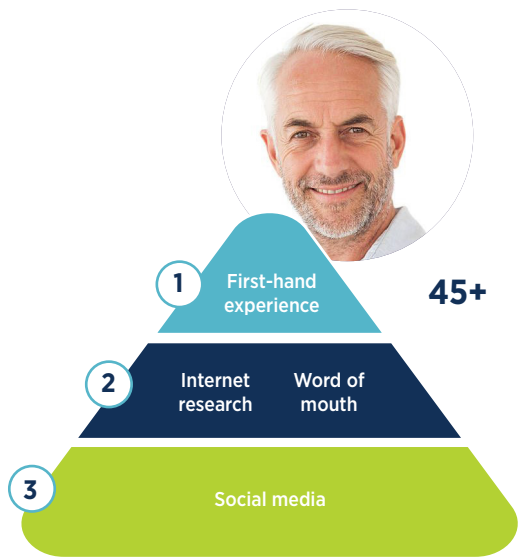 45+
1
First-hand
experience
2
Internet
research
Word of
mouth
3
Social media